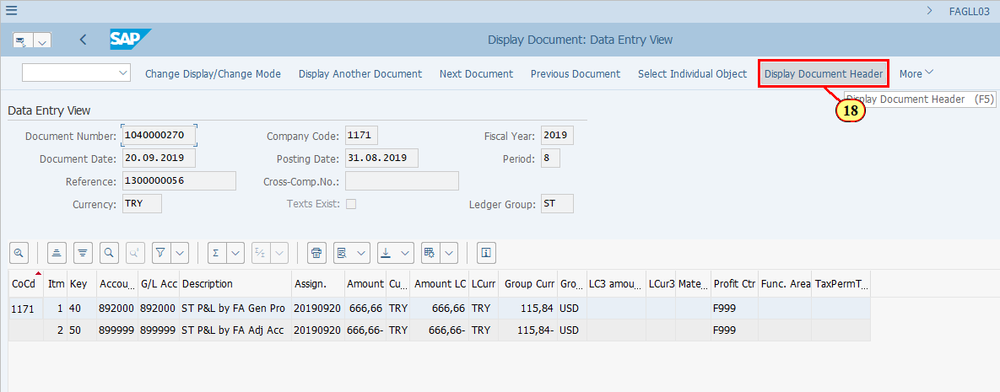 FAGLL03
SAP Display Document: Data Entry View
Change Display/Change Mode Display Another Document Next Document Previous Document Select Individual Object Display Document Header More
Display Document Header (F5)
18
Data Entry View
Document Number: 1040000270 Company Code: 1171 Fiscal Year: 2019
Document Date: 20.09.2019 Posting Date: 31.08.2019 Period: 8
Reference: 1300000056 Cross-Comp.No.:
Currency: TRY Texts Exist: Ledger Group: ST
CoCd Itm Key Accou... G/L Acc Description Assign. Amount Cu... Amount LC LCurr Group Curr Gro... LC3 amou... LCur3 Mate... Profit Ctr Func. Area TaxPermT...
1171 1 40 892000 892000 ST P&L by FA Gen Pro 20190920 666,66 TRY 666,66 TRY 115,84 USD F999
2 50 899999 899999 ST P&L by FA Adj Acc 20190920 666,66- TRY 666,66- TRY 115,84- USD F999